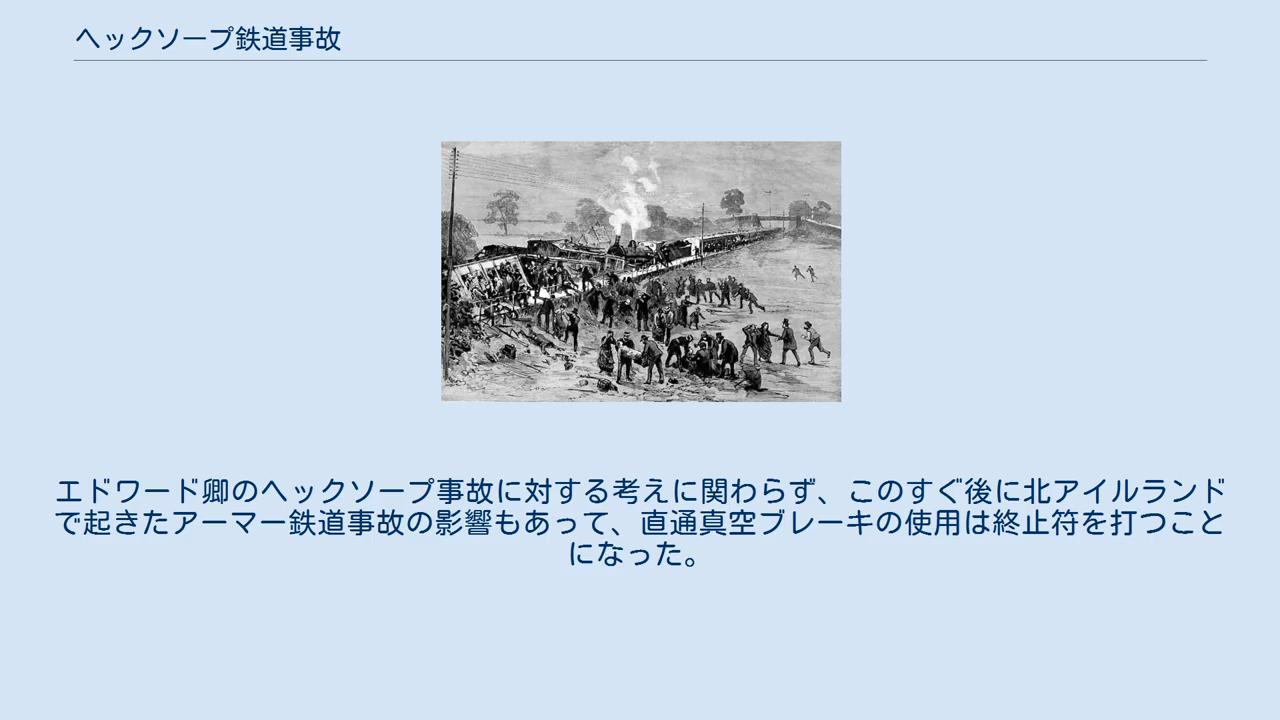 ヘックソープ鉄道事故
エドワード卿のヘックソープ事故に対する考えに関わらず、このすぐ後に北アイルランド
で起きたアーマー鉄道事故の影響もあって、直通真空ブレーキの使用は終止符を打つこと
になった。